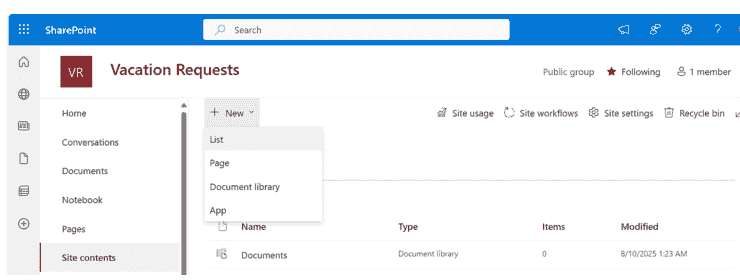 SharePoint
Search
?
VR
Vacation Requests
Public group
Following
1 member
Home
Conversations
Documents
Notebook
Pages
Site contents
+ New
List
Page
Document library
App
Site usage
Site workflows
Site settings
Recycle bin
Name Type Items Modified
Documents Document library 0 8/10/2025 1:23 AM